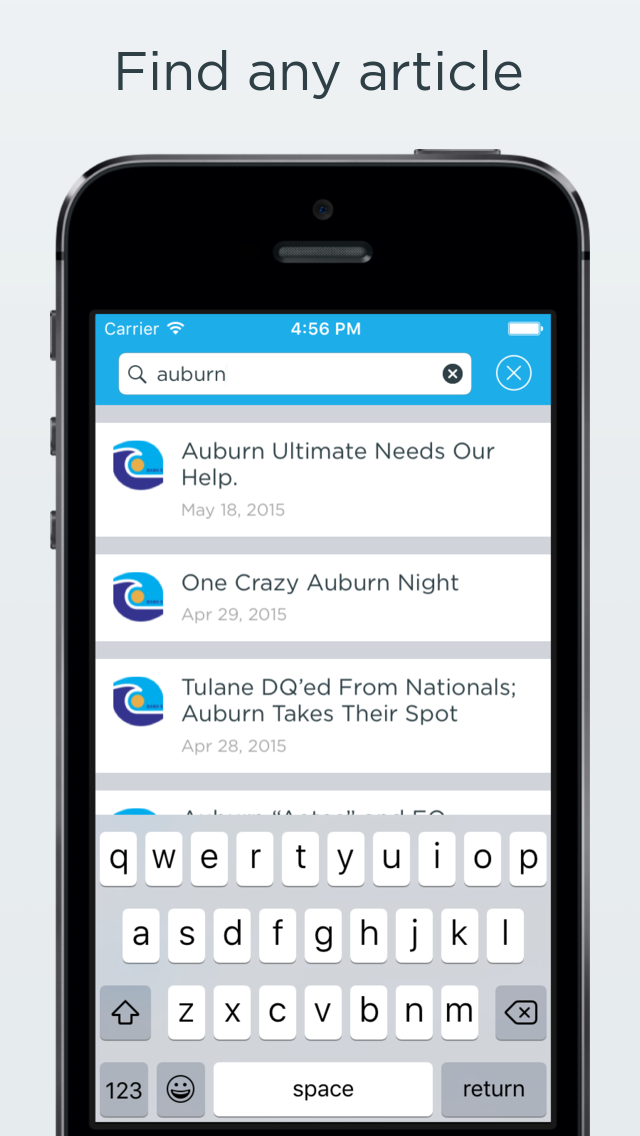 Find any article
Carrier
4:56 PM
auburn
Auburn Ultimate Needs Our
Help.
May 18, 2015
One Crazy Auburn Night
Apr 29, 2015
Tulane DQ’ed From Nationals;
Auburn Takes Their Spot
Apr 28, 2015
q w e r t y u i o p
a s d f g h j k l
z x c v b n m
123 space return